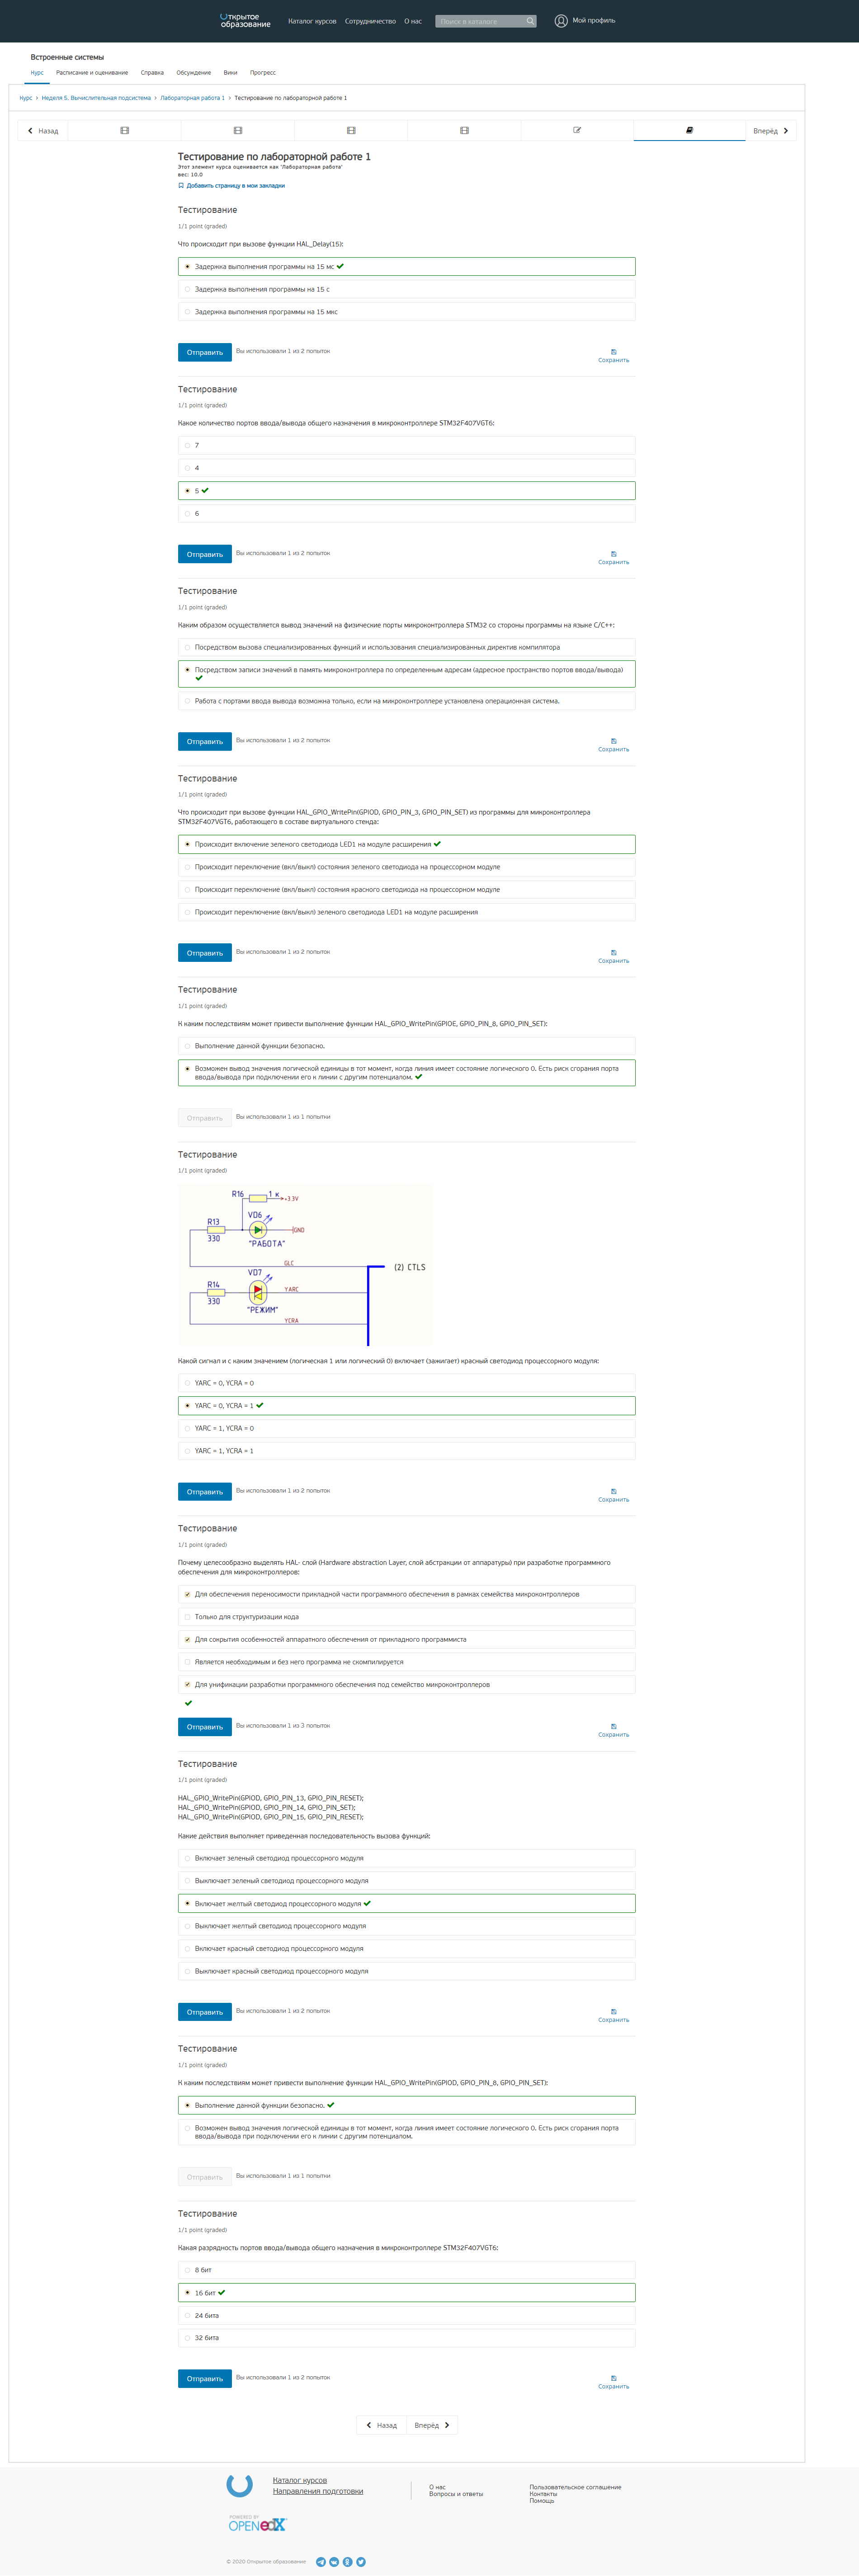 Открытое
образование
Каталог курсов
Сотрудничество
О нас
Поиск в каталоге
Мой профиль
Встроенные системы
Курс
Расписание и оценивание
Справка
Обсуждение
Вики
Прогресс
Курс > Неделя 5. Вычислительная подсистема > Лабораторная работа 1 > Тестирование по лабораторной работе 1
Назад
Вперёд
Тестирование по лабораторной работе 1
Этот элемент курса оценивается как 'Лабораторная работа'
вес: 10.0
Добавить страницу в мои закладки
Тестирование
1/1 point (graded)
Что происходит при вызове функции HAL_Delay(15):
Задержка выполнения программы на 15 мс
Задержка выполнения программы на 15 с
Задержка выполнения программы на 15 мкс
Отправить
Вы использовали 1 из 2 попыток
Сохранить
Тестирование
1/1 point (graded)
Какое количество портов ввода/вывода общего назначения в микроконтроллере STM32F407VGT6:
7
4
5
6
Отправить
Вы использовали 1 из 2 попыток
Сохранить
Тестирование
1/1 point (graded)
Каким образом осуществляется вывод значений на физические порты микроконтроллера STM32 со стороны программы на языке С/С++:
Посредством вызова специализированных функций и использования специализированных директив компилятора
Посредством записи значений в память микроконтроллера по определенным адресам (адресное пространство портов ввода/вывода)
Работа с портами ввода вывода возможна только, если на микроконтроллере установлена операционная система.
Отправить
Вы использовали 1 из 2 попыток
Сохранить
Тестирование
1/1 point (graded)
Что происходит при вызове функции HAL_GPIO_WritePin(GPIOD, GPIO_PIN_3, GPIO_PIN_SET) из программы для микроконтроллера
STM32F407VGT6, работающего в составе виртуального стенда:
Происходит включение зеленого светодиода LED1 на модуле расширения
Происходит переключение (вкл/выкл) состояния зеленого светодиода на процессорном модуле
Происходит переключение (вкл/выкл) состояния красного светодиода на процессорном модуле
Происходит переключение (вкл/выкл) зеленого светодиода LED1 на модуле расширения
Отправить
Вы использовали 1 из 2 попыток
Сохранить
Тестирование
1/1 point (graded)
К каким последствиям может привести выполнение функции HAL_GPIO_WritePin(GPIOE, GPIO_PIN_8, GPIO_PIN_SET):
Выполнение данной функции безопасно.
Возможен вывод значения логической единицы в тот момент, когда линия имеет состояние логического 0. Есть риск сгорания порта
ввода/вывода при подключении его к линии с другим потенциалом.
Отправить
Вы использовали 1 из 1 попытки
Тестирование
1/1 point (graded)
R16
1 к
+3.3V
R13
VD6
GND
330
"РАБОТА"
GLC
VD7
(2) CTLS
R14
YARC
330
"РЕЖИМ"
YCRA
Какой сигнал и с каким значением (логическая 1 или логический 0) включает (зажигает) красный светодиод процессорного модуля:
YARC = 0, YCRA = 0
YARC = 0, YCRA = 1
YARC = 1, YCRA = 0
YARC = 1, YCRA = 1
Отправить
Вы использовали 1 из 2 попыток
Сохранить
Тестирование
1/1 point (graded)
Почему целесообразно выделять HAL- слой (Hardware abstraction Layer, слой абстракции от аппаратуры) при разработке программного
обеспечения для микроконтроллеров:
Для обеспечения переносимости прикладной части программного обеспечения в рамках семейства микроконтроллеров
Только для структуризации кода
Для сокрытия особенностей аппаратного обеспечения от прикладного программиста
Является необходимым и без него программа не скомпилируется
Для унификации разработки программного обеспечения под семейство микроконтроллеров
Отправить
Вы использовали 1 из 3 попыток
Сохранить
Тестирование
1/1 point (graded)
HAL_GPIO_WritePin(GPIOD, GPIO_PIN_13, GPIO_PIN_RESET);
HAL_GPIO_WritePin(GPIOD, GPIO_PIN_14, GPIO_PIN_SET);
HAL_GPIO_WritePin(GPIOD, GPIO_PIN_15, GPIO_PIN_RESET);
Какие действия выполняет приведенная последовательность вызова функций:
Включает зеленый светодиод процессорного модуля
Выключает зеленый светодиод процессорного модуля
Включает желтый светодиод процессорного модуля
Выключает желтый светодиод процессорного модуля
Включает красный светодиод процессорного модуля
Выключает красный светодиод процессорного модуля
Отправить
Вы использовали 1 из 2 попыток
Сохранить
Тестирование
1/1 point (graded)
К каким последствиям может привести выполнение функции HAL_GPIO_WritePin(GPIOD, GPIO_PIN_8, GPIO_PIN_SET):
Выполнение данной функции безопасно.
Возможен вывод значения логической единицы в тот момент, когда линия имеет состояние логического 0. Есть риск сгорания порта
ввода/вывода при подключении его к линии с другим потенциалом.
Отправить
Вы использовали 1 из 1 попытки
Тестирование
1/1 point (graded)
Какая разрядность портов ввода/вывода общего назначения в микроконтроллере STM32F407VGT6:
8 бит
16 бит
24 бита
32 бита
Отправить
Вы использовали 1 из 2 попыток
Сохранить
Назад
Вперёд
Каталог курсов
Направления подготовки
О нас
Вопросы и ответы
Пользовательское соглашение
Контакты
Помощь
POWERED BY
OPEN edX
© 2020 Открытое образование